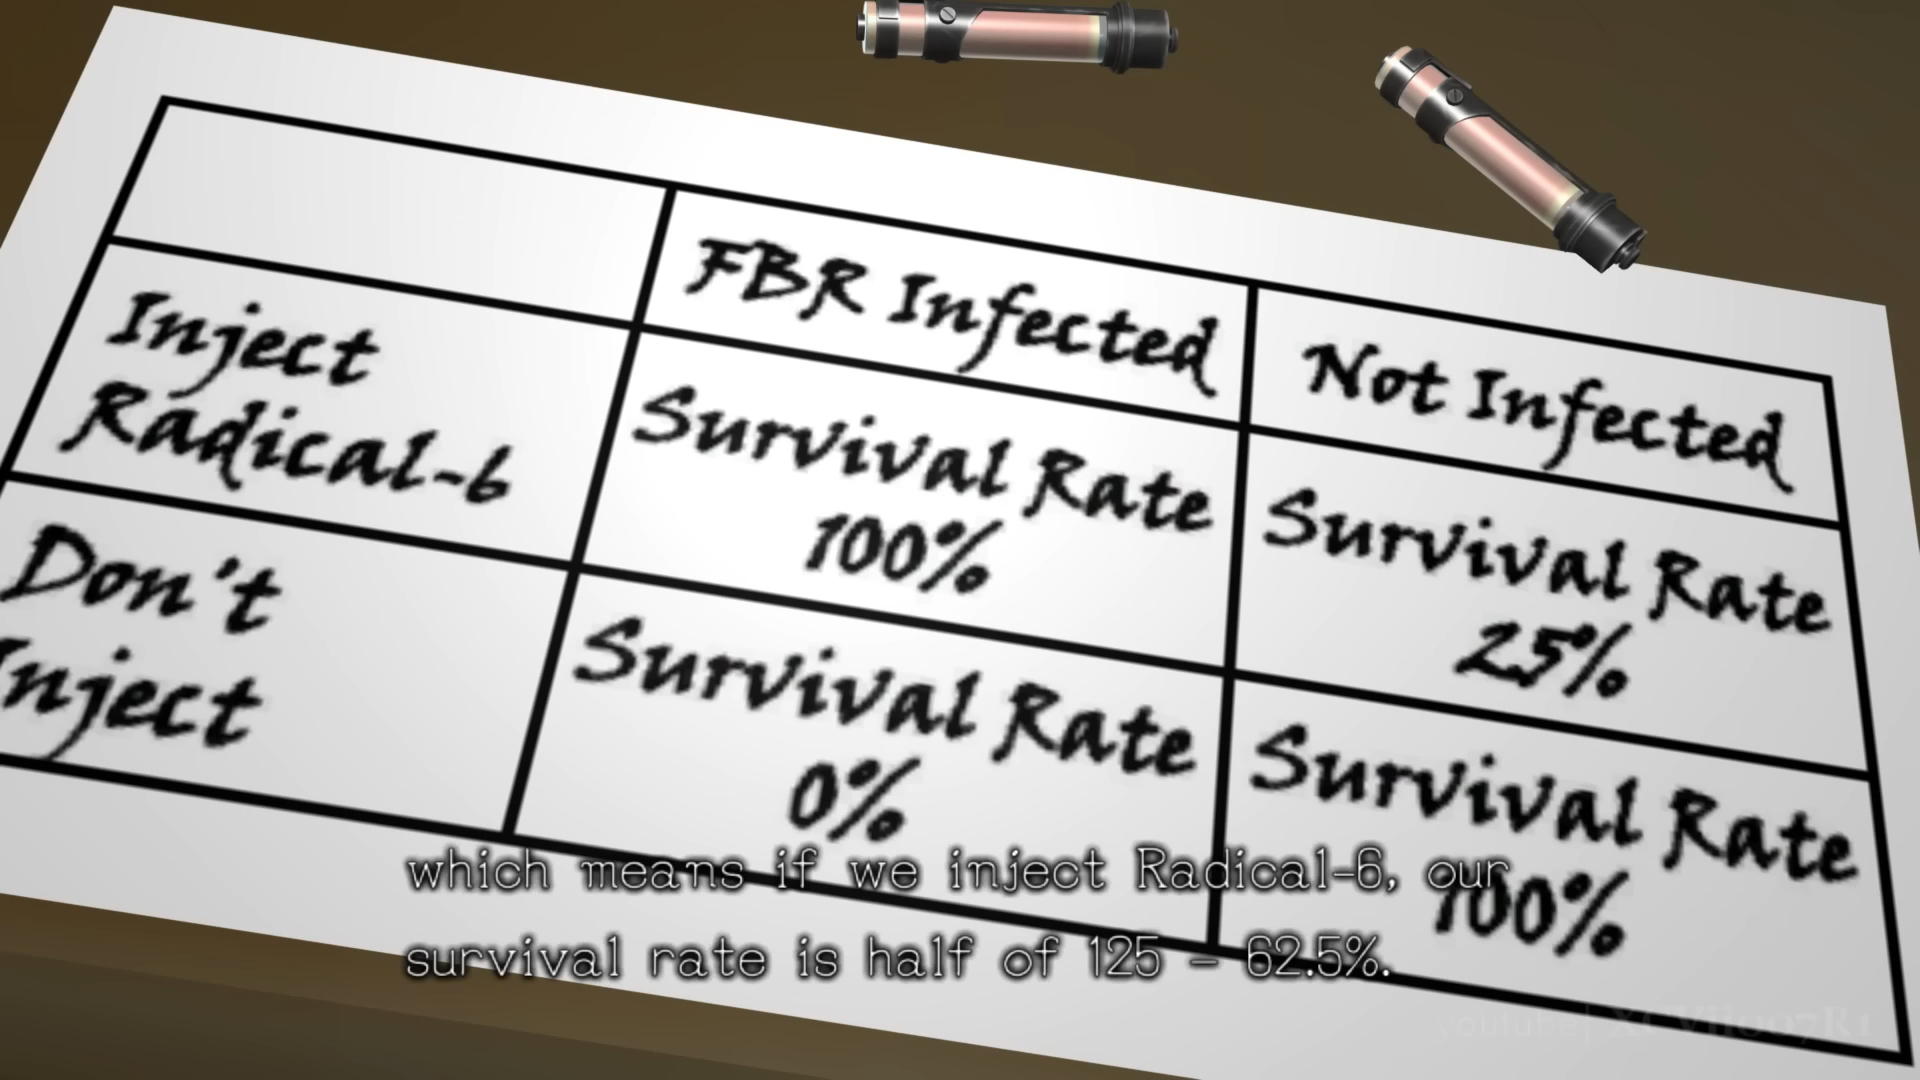 FBR Infected
Not Infected
Inject
Radical-6
Survival Rate
100%
Survival Rate
25%
Don't
Inject
Survival Rate
0%
Survival Rate
100%
which means if we inject Radical-6, our
survival rate is half of 125 - 62.5%.
youtube|